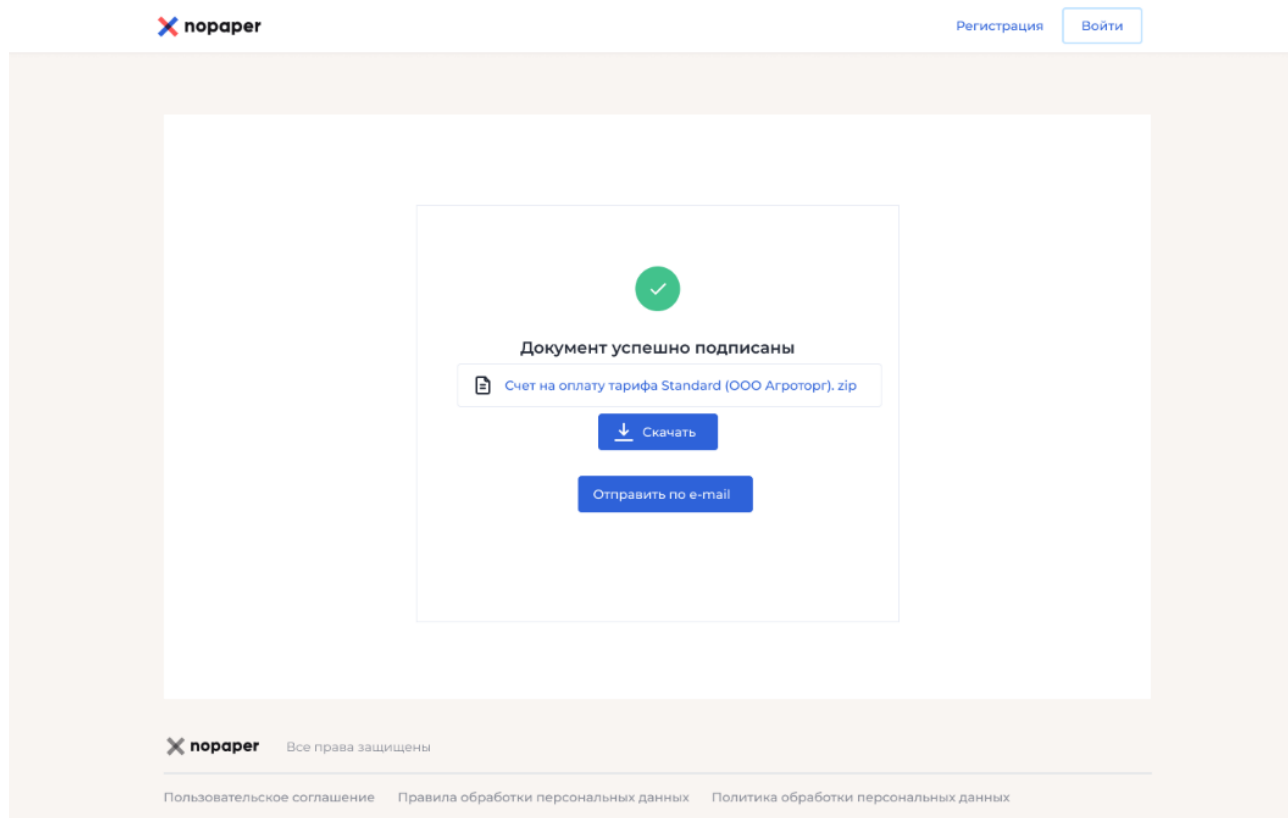 nopaper
Регистрация
Войти
Документ успешно подписаны
Счет на оплату тарифа Standard (ООО Агроторг). zip
Скачать
Отправить по e-mail
nopaper
Все права защищены
Пользовательское соглашение
Правила обработки персональных данных
Политика обработки персональных данных